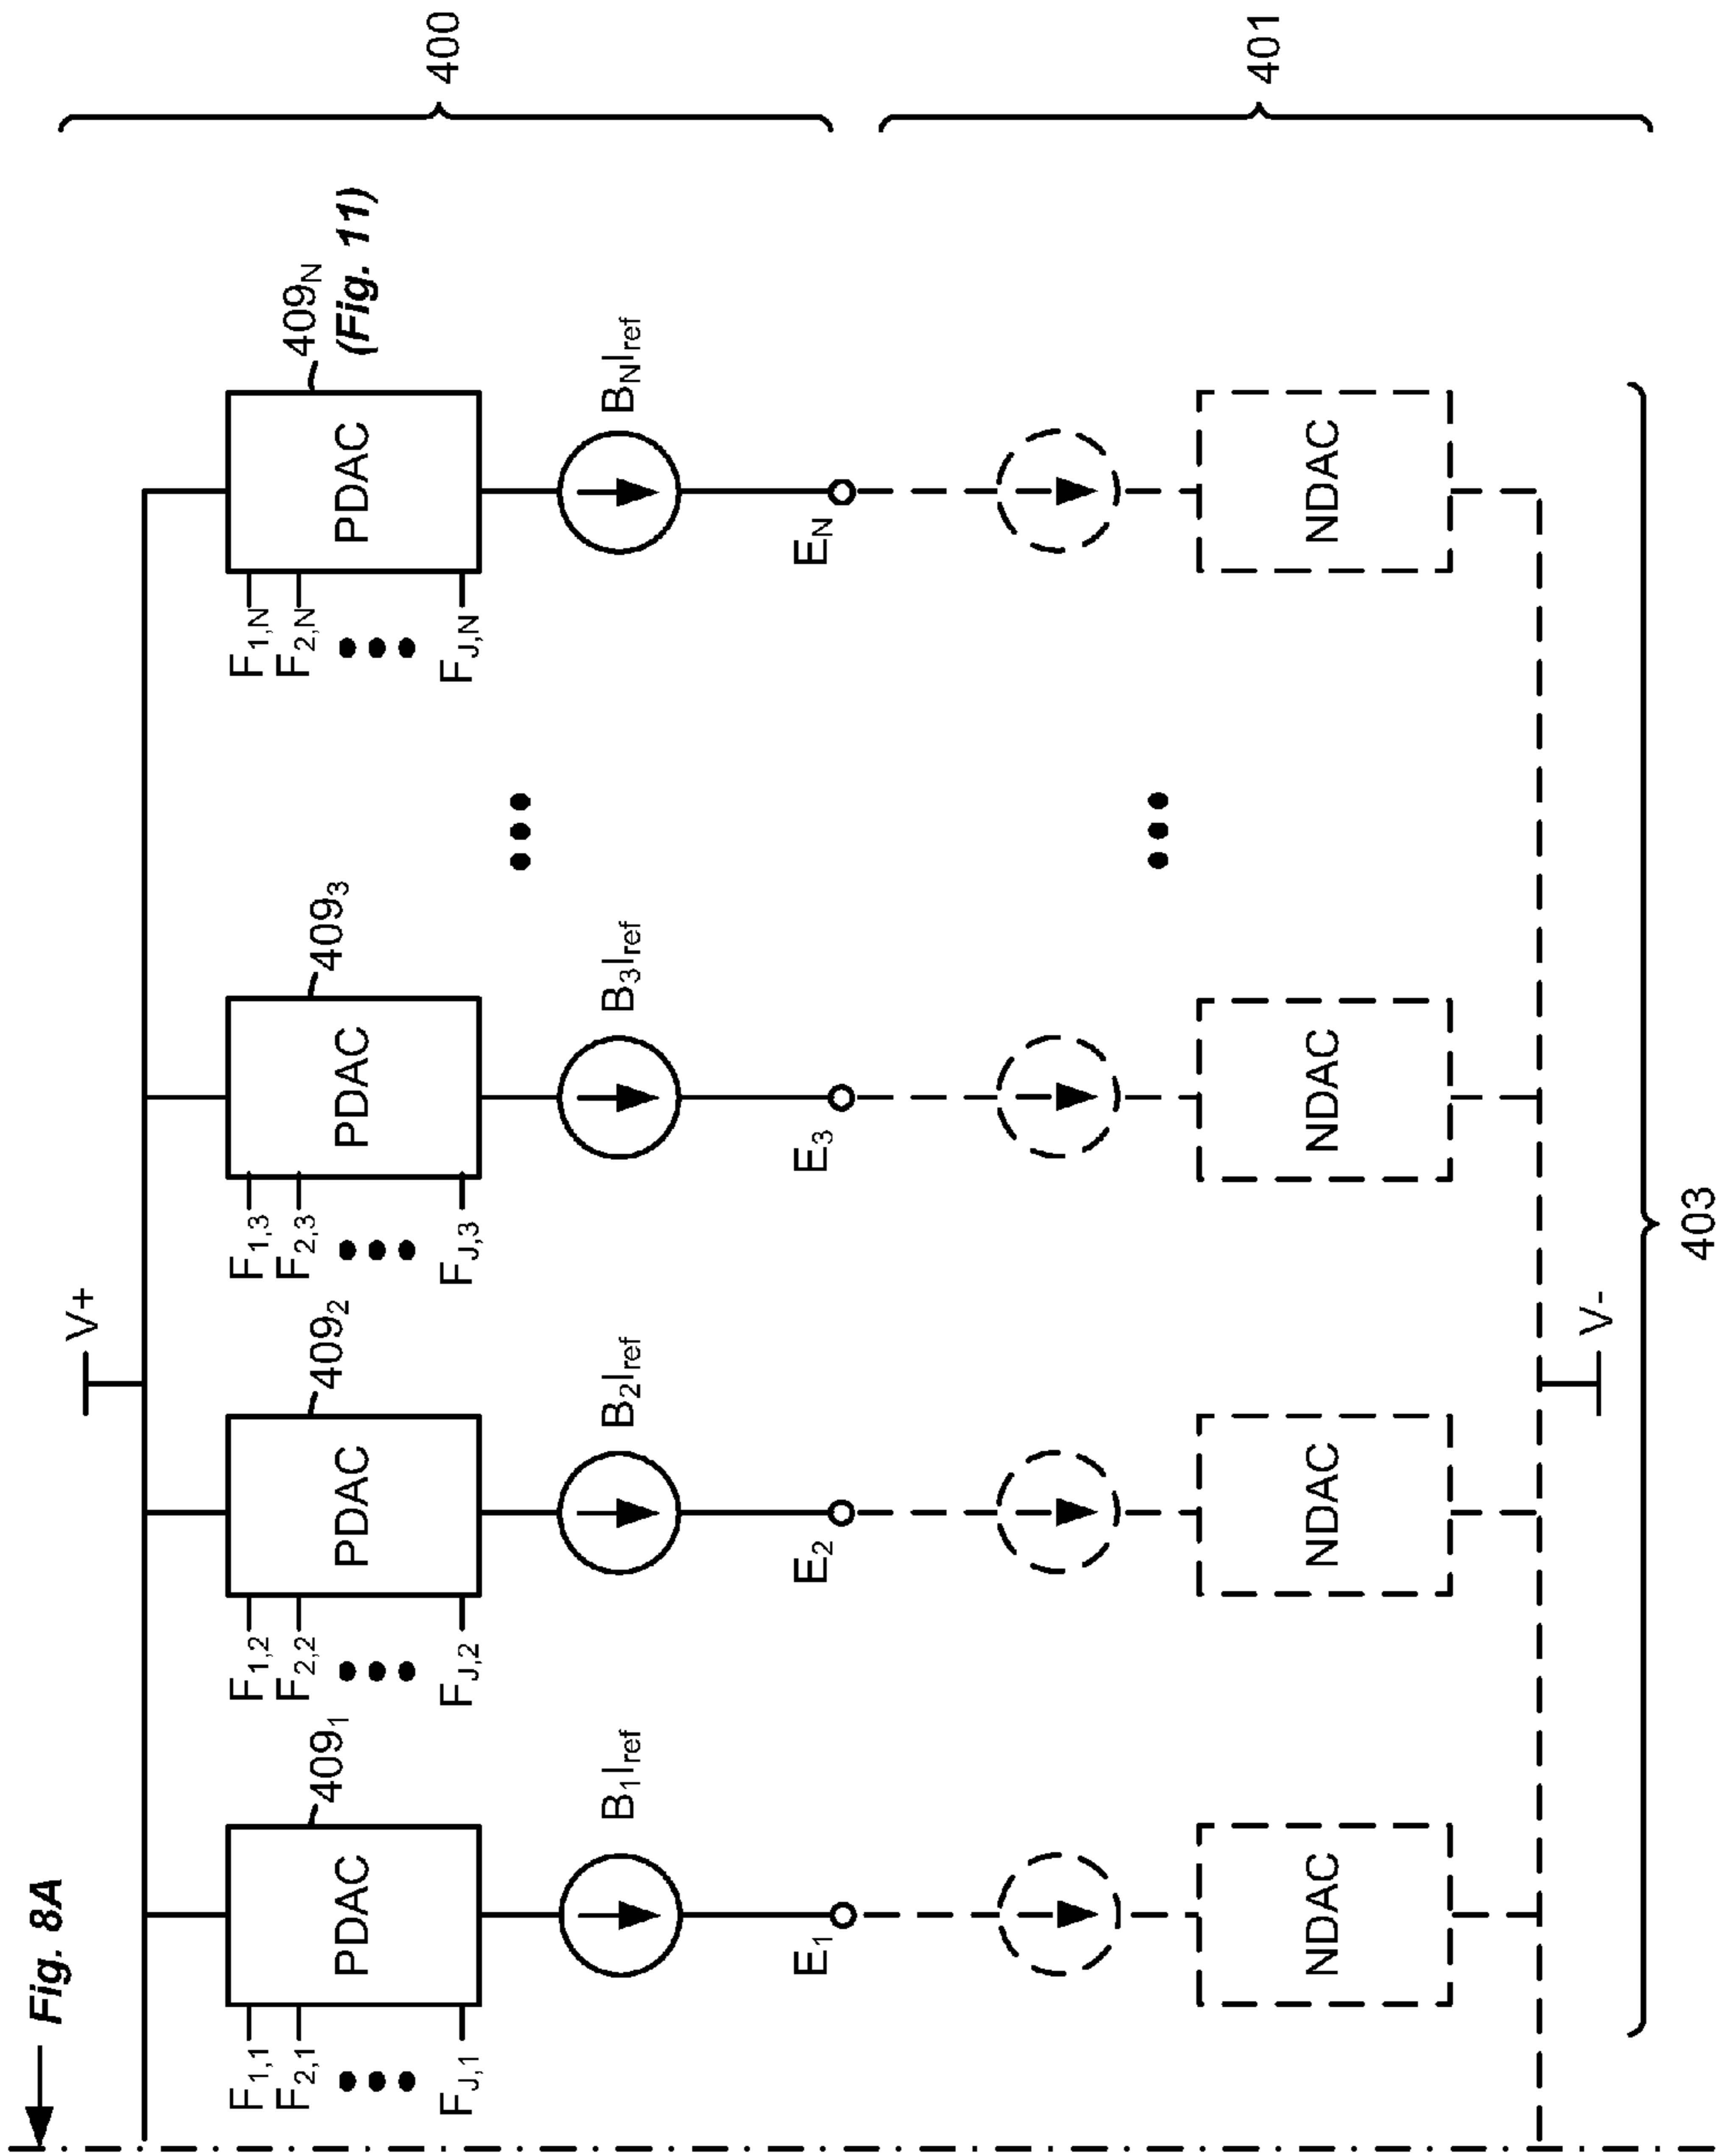 Fig. 8A
V+
400
409₁
409₂
409₃
409N
(Fig. 11)
F1,1
F2,1
FJ,1
PDAC
F1,2
F2,2
FJ,2
PDAC
F1,3
F2,3
FJ,3
PDAC
F1,N
F2,N
FJ,N
PDAC
B₁Iref
B₂Iref
B₃Iref
BNIref
E₁
E₂
E₃
EN
401
NDAC
NDAC
NDAC
NDAC
V-
403